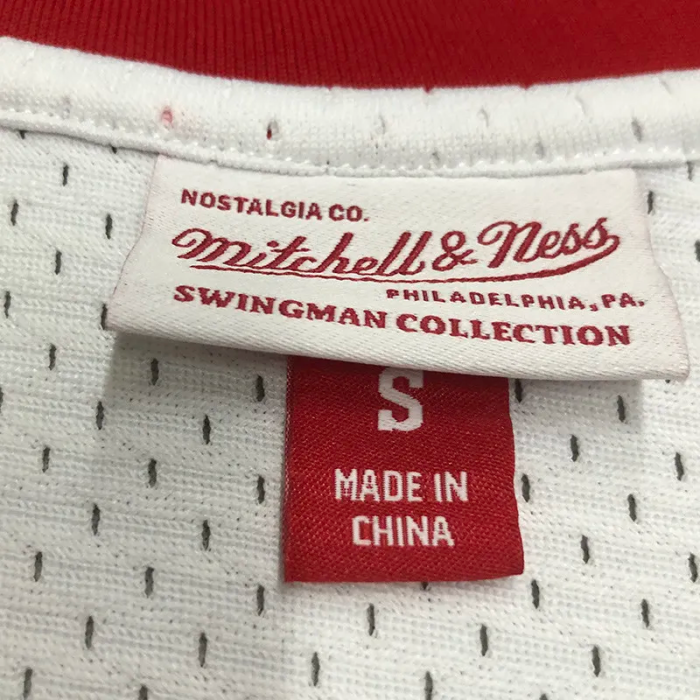 NOSTALGIA CO.
Mitchell & Ness
PHILADELPHIA, PA.
SWINGMAN COLLECTION
S
MADE IN
CHINA